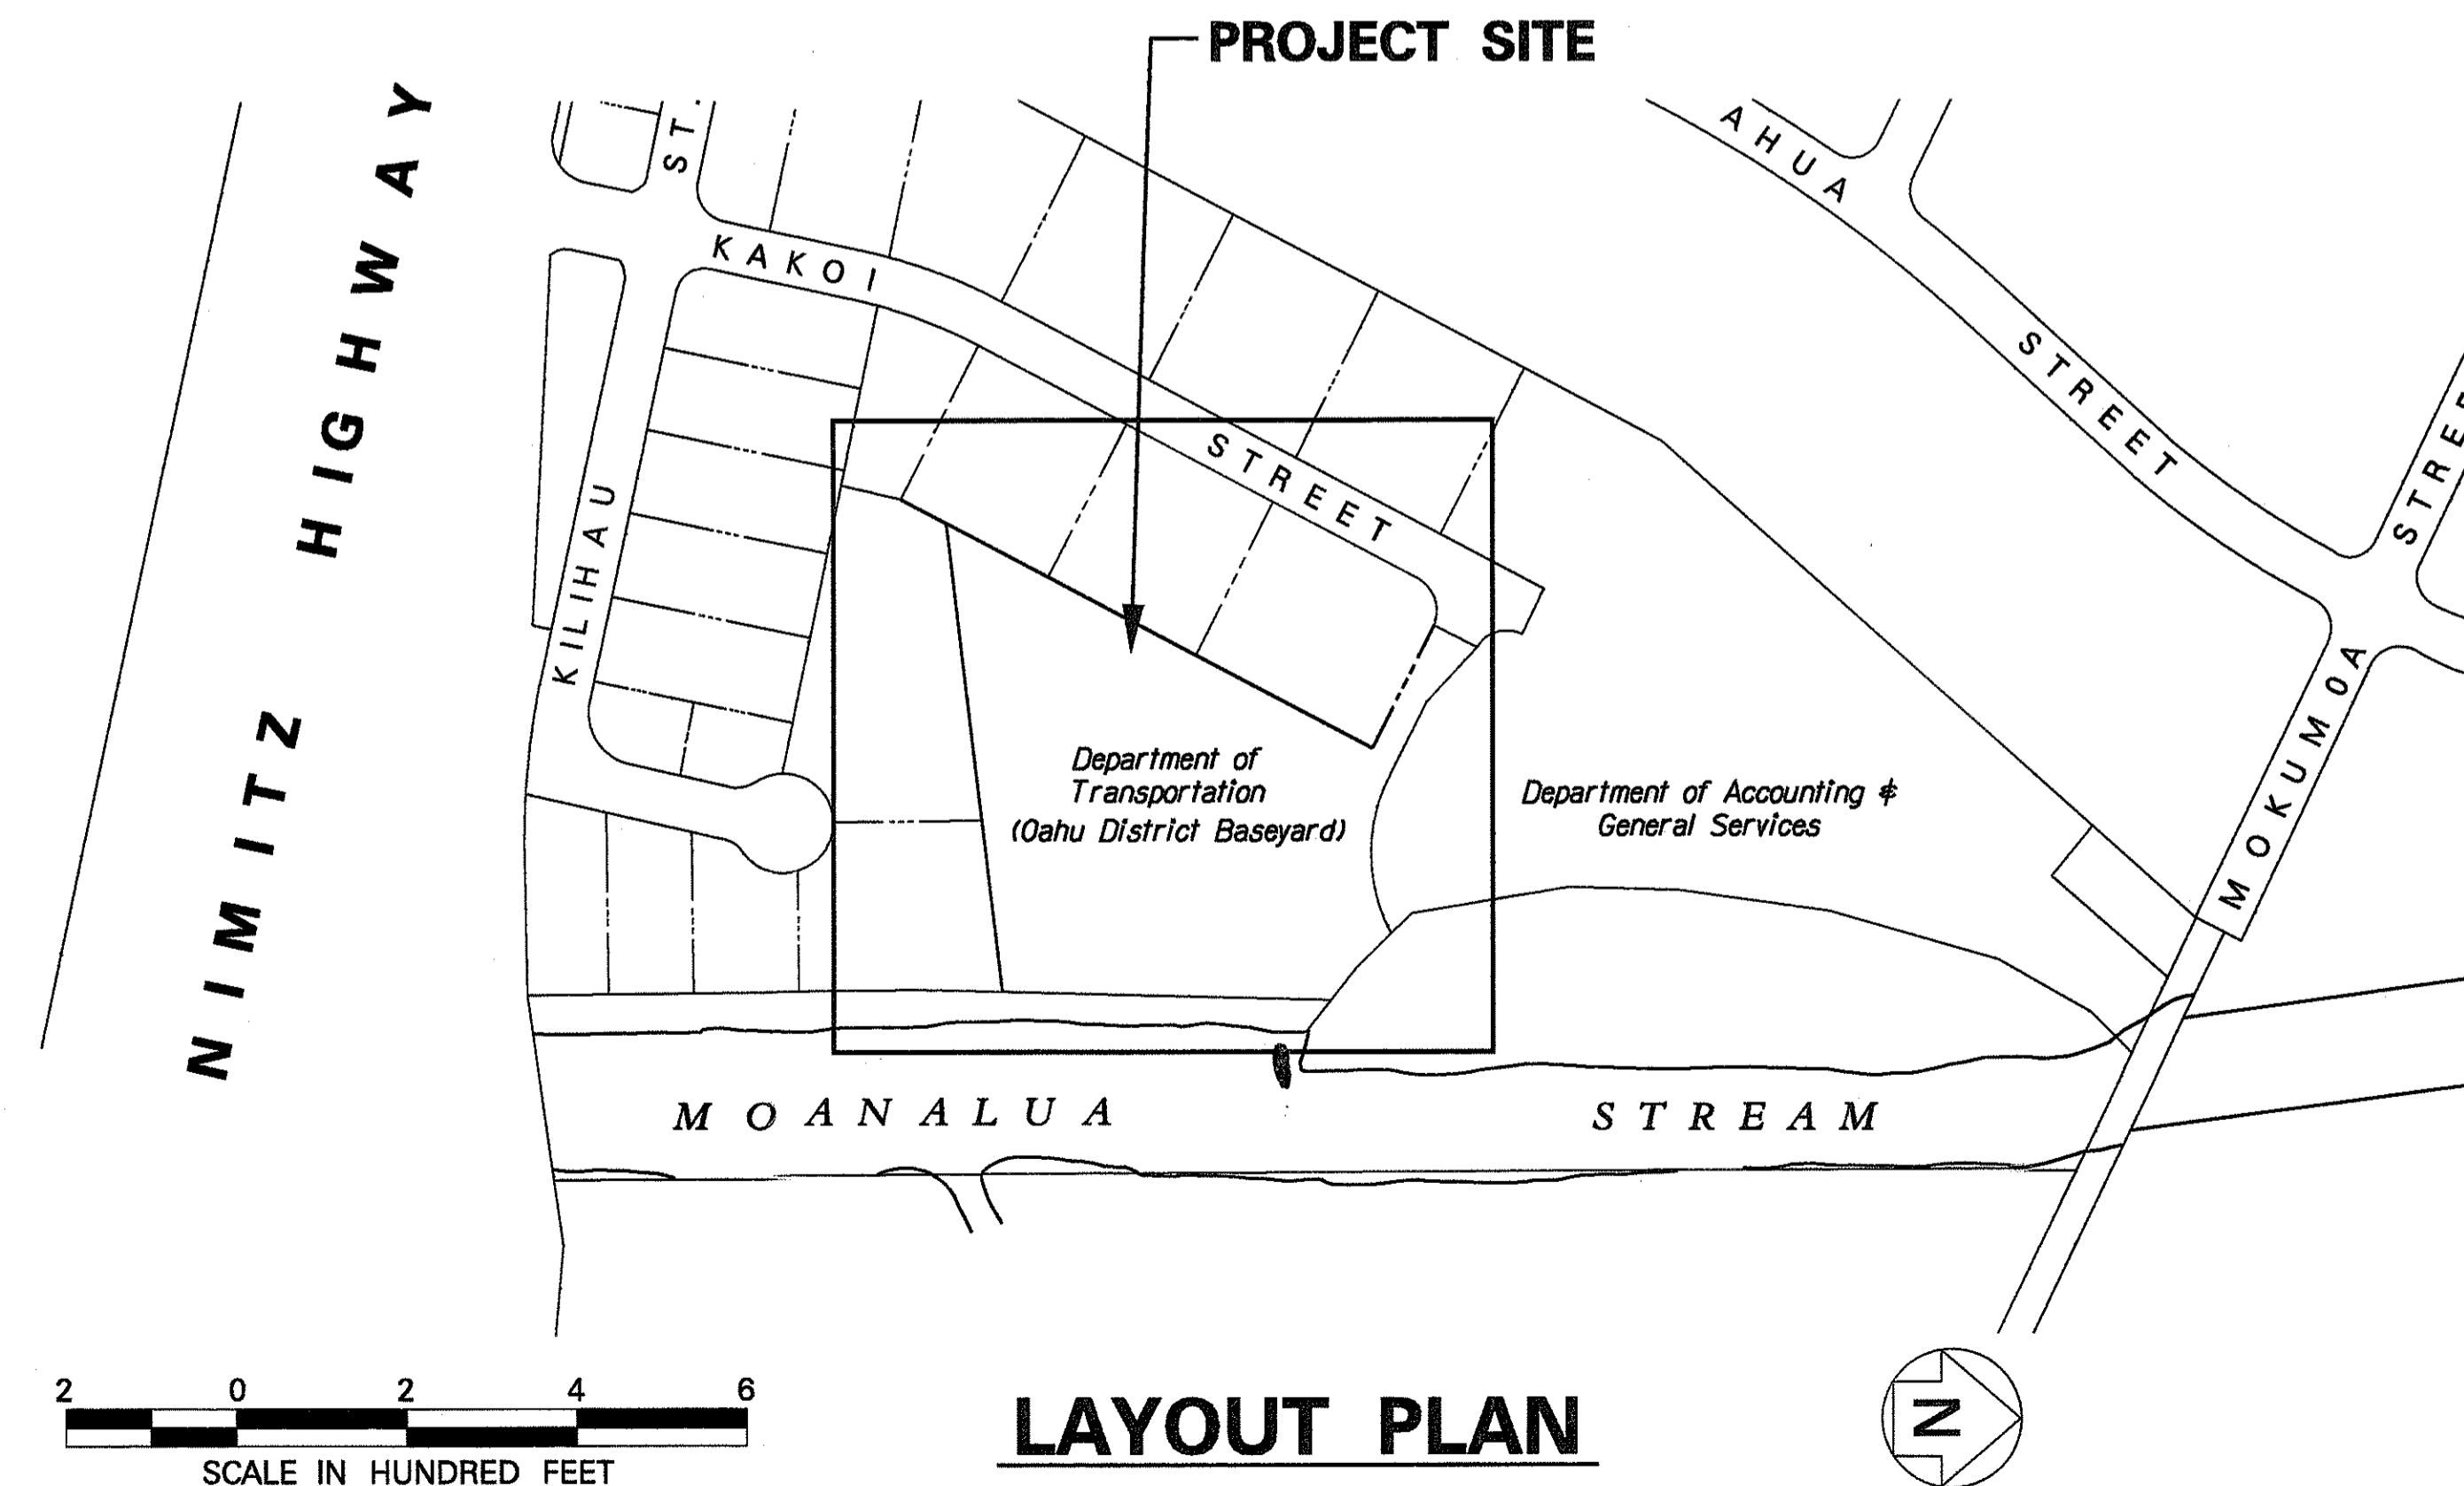 PROJECT SITE
NIMITZ HIGHWAY
ST.
KAKOI STREET
AHUA STREET
KILIHAU
MOKUMOA
Department of
Transportation
(Oahu District Baseyard)
Department of Accounting &
General Services
MOANALUA STREAM
2 0 2 4 6
SCALE IN HUNDRED FEET
LAYOUT PLAN
N